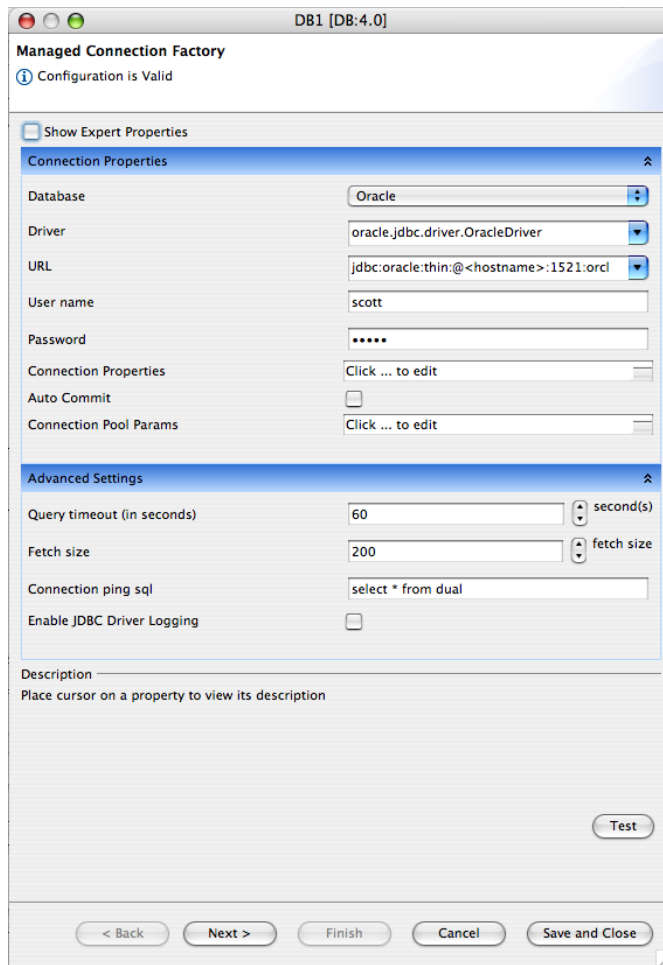 DB1 [DB:4.0]
Managed Connection Factory
Configuration is Valid
Show Expert Properties
Connection Properties
Database Oracle
Driver oracle.jdbc.driver.OracleDriver
URL jdbc:oracle:thin:@<hostname>:1521:orcl
User name scott
Password •••••
Connection Properties Click ... to edit
Auto Commit
Connection Pool Params Click ... to edit
Advanced Settings
Query timeout (in seconds) 60 second(s)
Fetch size 200 fetch size
Connection ping sql select * from dual
Enable JDBC Driver Logging
Description
Place cursor on a property to view its description
Test
< Back Next > Finish Cancel Save and Close